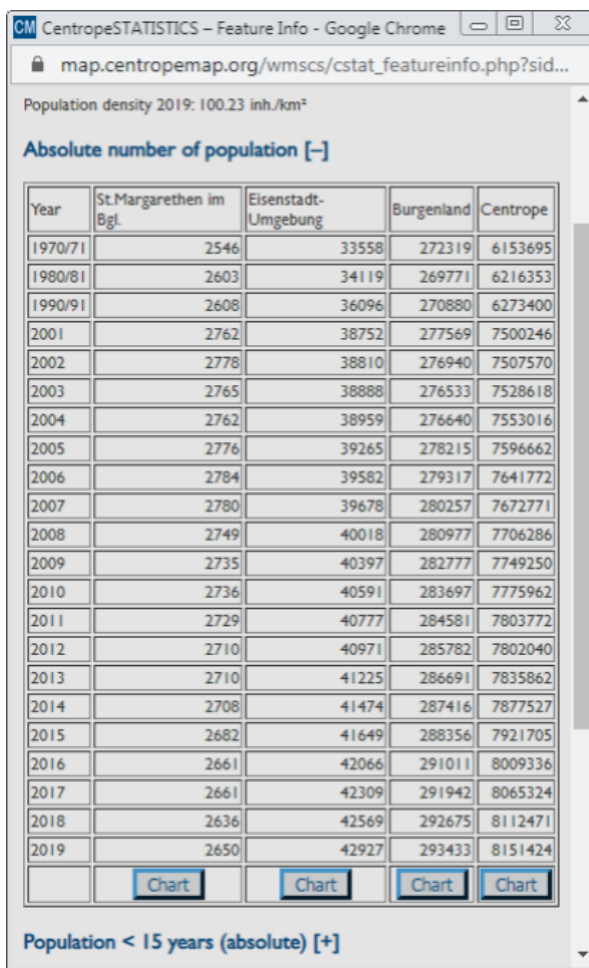 CM CentropeSTATISTICS – Feature Info - Google Chrome
map.centropemap.org/wmscs/cstat_featureinfo.php?sid...
Population density 2019: 100.23 inh./km²
Absolute number of population [–]
Year St.Margarethen im Bgl. Eisenstadt-Umgebung Burgenland Centrope
1970/71 2546 33558 272319 6153695
1980/81 2603 34119 269771 6216353
1990/91 2608 36096 270880 6273400
2001 2762 38752 277569 7500246
2002 2778 38810 276940 7507570
2003 2765 38888 276533 7528618
2004 2762 38959 276640 7553016
2005 2776 39265 278215 7596662
2006 2784 39582 279317 7641772
2007 2780 39678 280257 7672771
2008 2749 40018 280977 7706286
2009 2735 40397 282777 7749250
2010 2736 40591 283697 7775962
2011 2729 40777 284581 7803772
2012 2710 40971 285782 7802040
2013 2710 41225 286691 7835862
2014 2708 41474 287416 7877527
2015 2682 41649 288356 7921705
2016 2661 42066 291011 8009336
2017 2661 42309 291942 8065324
2018 2636 42569 292675 8112471
2019 2650 42927 293433 8151424
Chart Chart Chart Chart
Population < 15 years (absolute) [+]